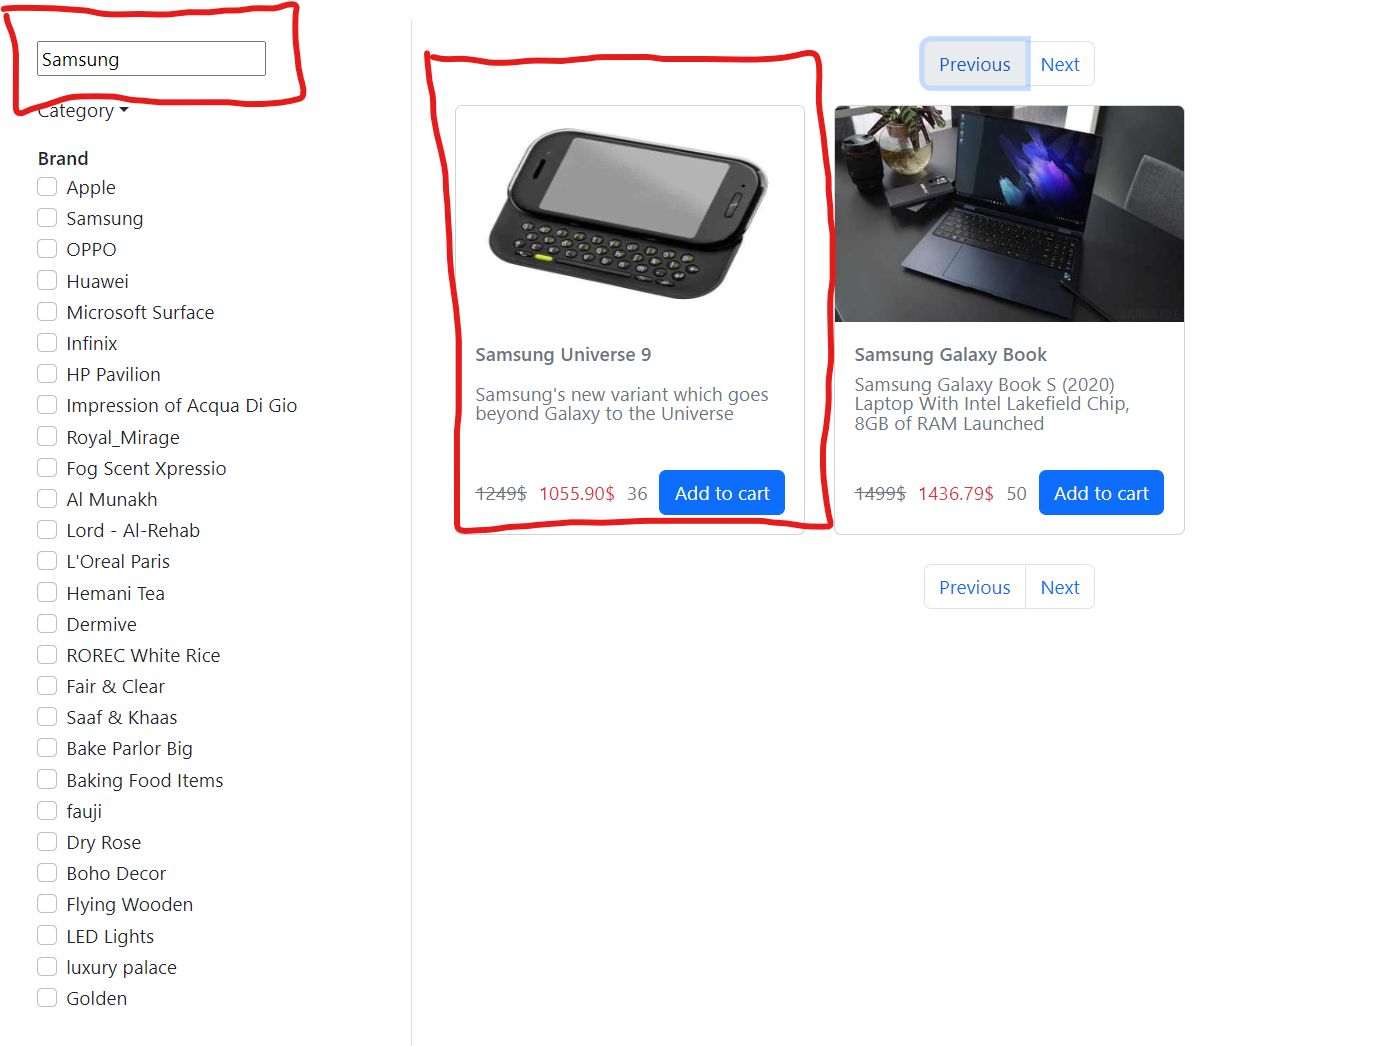 Samsung
Category
Brand
Apple
Samsung
OPPO
Huawei
Microsoft Surface
Infinix
HP Pavilion
Impression of Acqua Di Gio
Royal_Mirage
Fog Scent Xpressio
Al Munakh
Lord - Al-Rehab
L'Oreal Paris
Hemani Tea
Dermive
ROREC White Rice
Fair & Clear
Saaf & Khaas
Bake Parlor Big
Baking Food Items
fauji
Dry Rose
Boho Decor
Flying Wooden
LED Lights
luxury palace
Golden
Previous Next
Samsung Universe 9
Samsung's new variant which goes
beyond Galaxy to the Universe
1249$ 1055.90$ 36 Add to cart
Samsung Galaxy Book
Samsung Galaxy Book S (2020)
Laptop With Intel Lakefield Chip,
8GB of RAM Launched
1499$ 1436.79$ 50 Add to cart
Previous Next